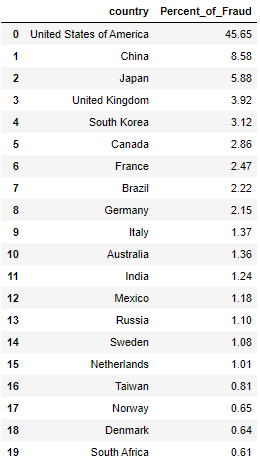 country Percent_of_Fraud
0 United States of America 45.65
1 China 8.58
2 Japan 5.88
3 United Kingdom 3.92
4 South Korea 3.12
5 Canada 2.86
6 France 2.47
7 Brazil 2.22
8 Germany 2.15
9 Italy 1.37
10 Australia 1.36
11 India 1.24
12 Mexico 1.18
13 Russia 1.10
14 Sweden 1.08
15 Netherlands 1.01
16 Taiwan 0.81
17 Norway 0.65
18 Denmark 0.64
19 South Africa 0.61